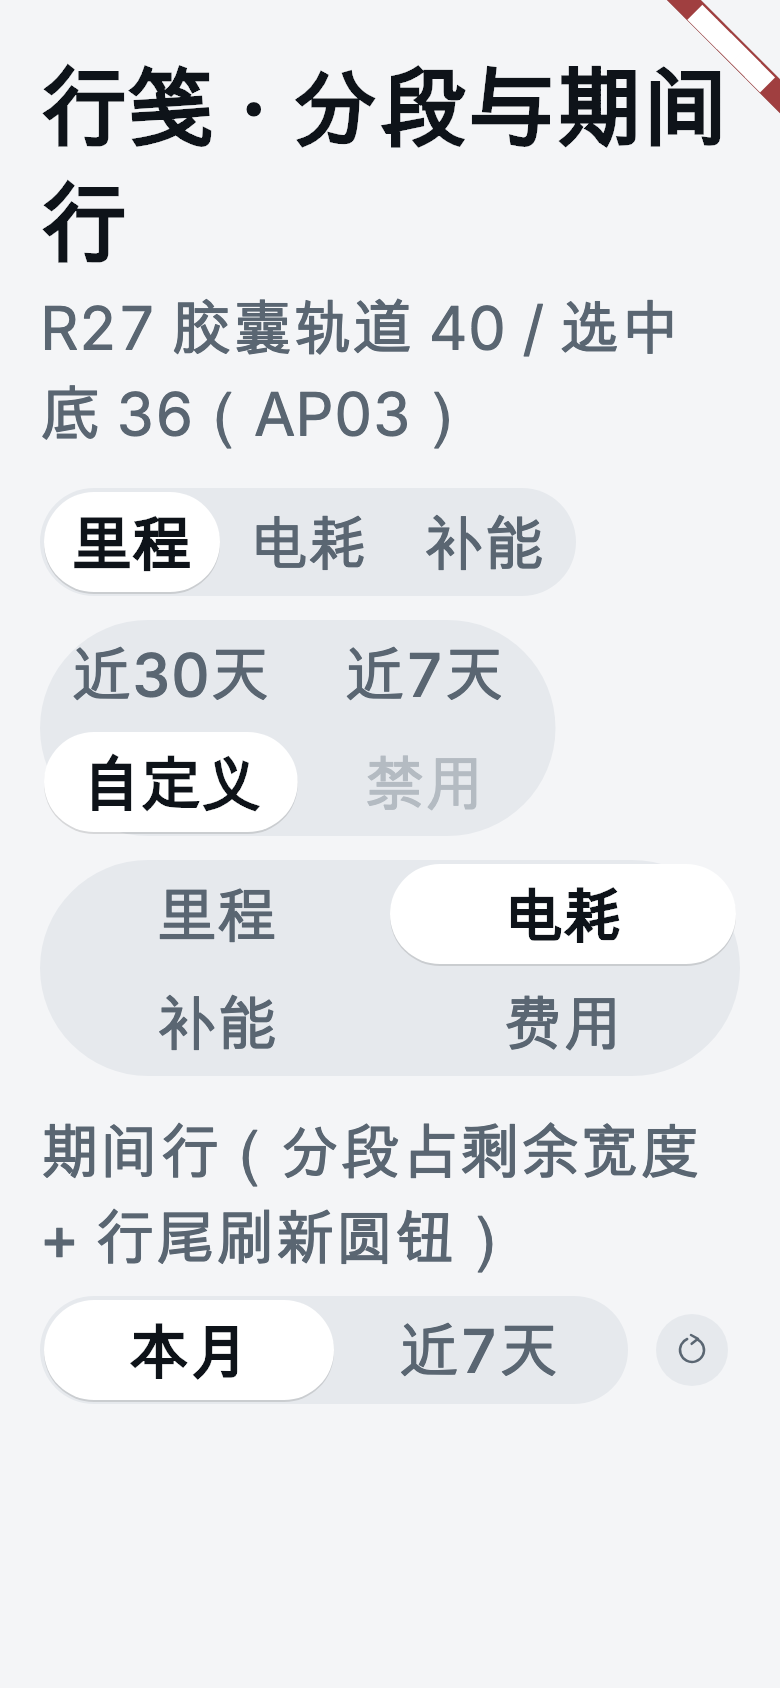 行笺 · 分段与期间
行
R27 胶囊轨道 40 / 选中
底 36（AP03）
里程 电耗 补能
近30天 近7天
自定义 禁用
里程 电耗
补能 费用
期间行（分段占剩余宽度
+ 行尾刷新圆钮）
本月 近7天